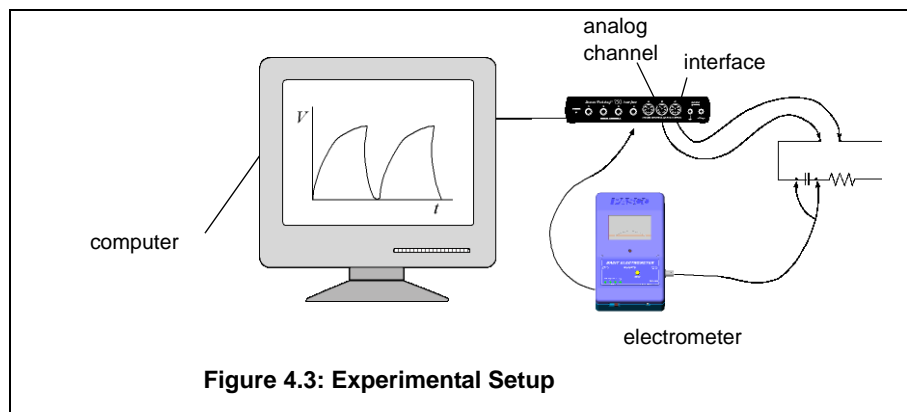 analog
channel
interface
V
t
computer
electrometer
Figure 4.3: Experimental Setup